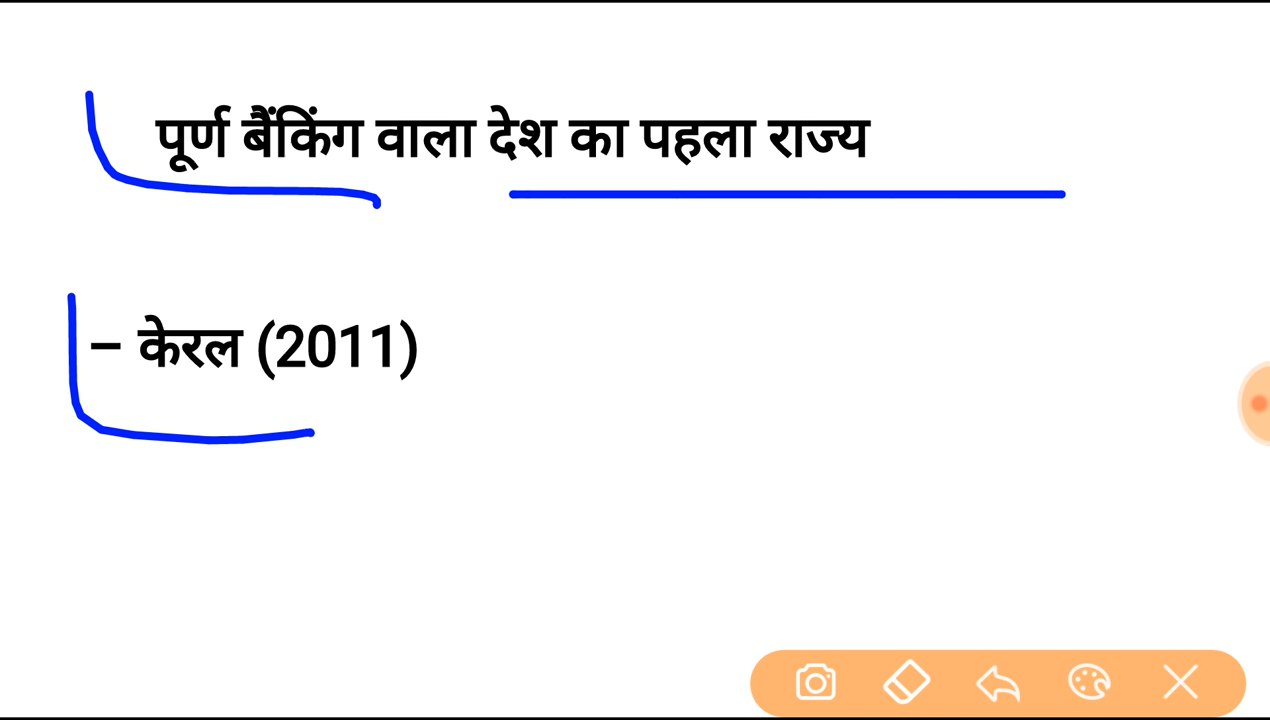 पूर्ण बैंकिंग वाला देश का पहला राज्य
– केरल (2011)